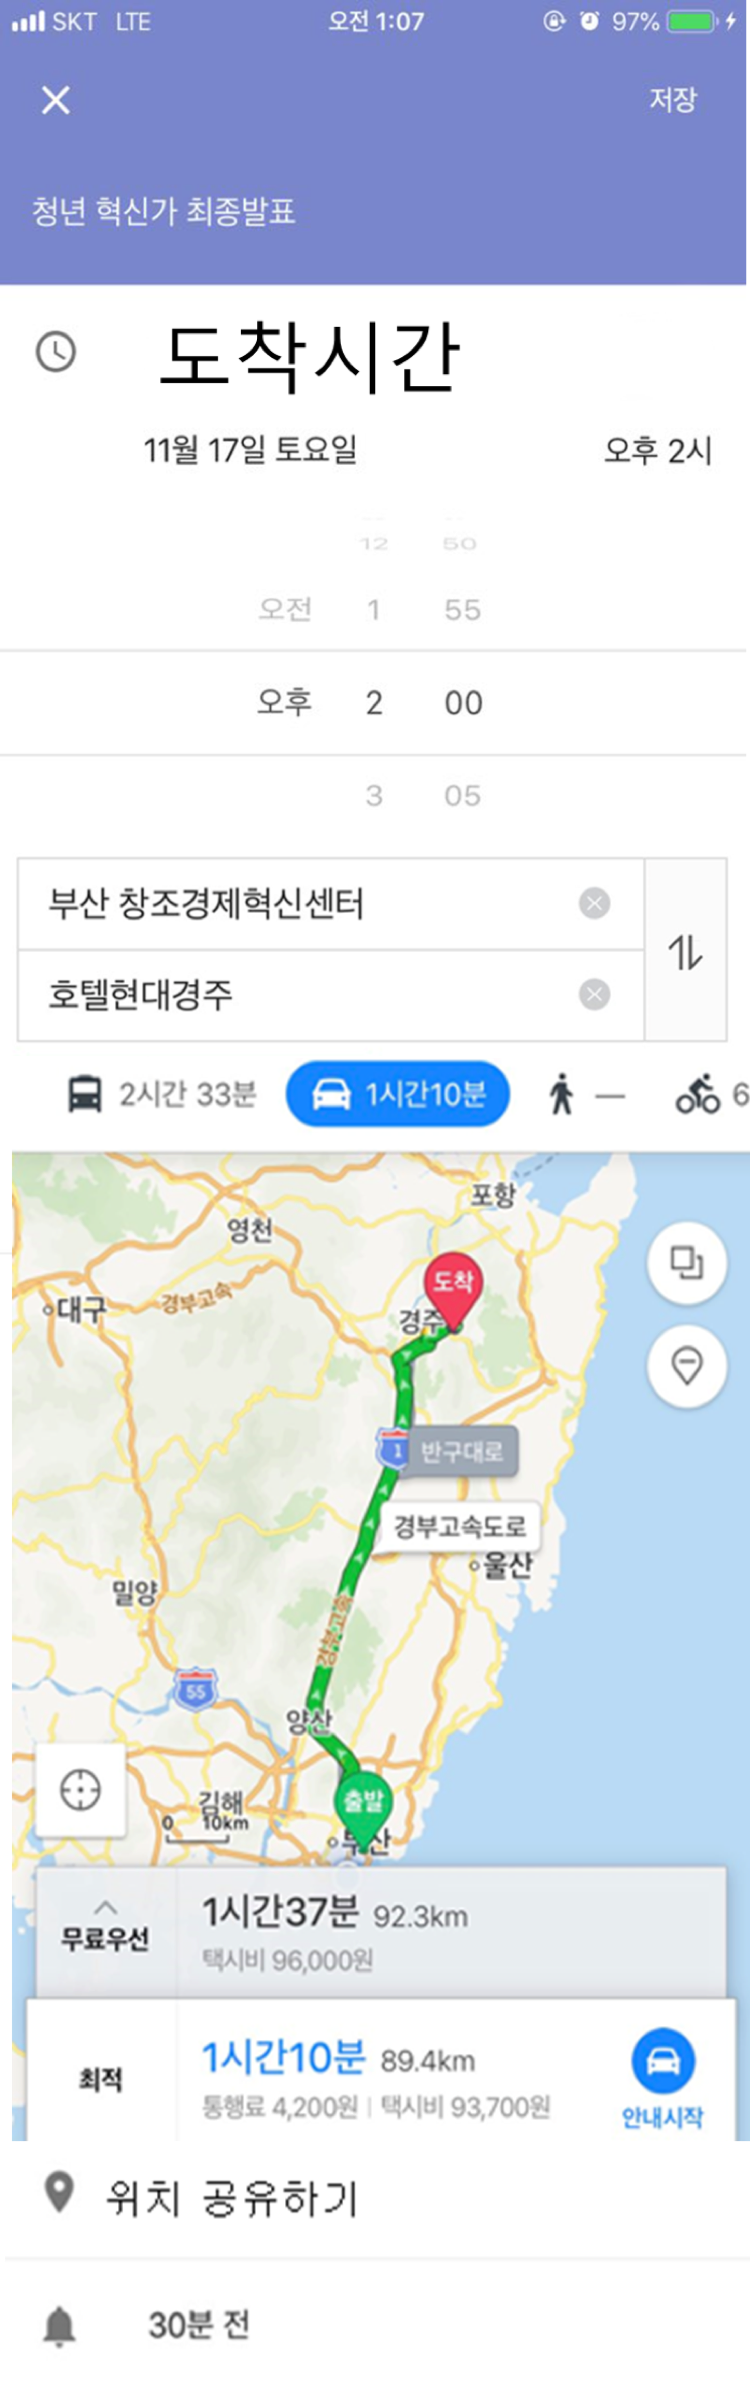 SKT LTE 오전 1:07 97%
저장
청년 혁신가 최종발표
도착시간
11월 17일 토요일 오후 2시
12 50
오전 1 55
오후 2 00
3 05
부산 창조경제혁신센터
호텔현대경주
2시간 33분 1시간10분 — 6
포항
영천
도착
대구 경부고속
경주
1 반구대로
경부고속도로
울산
밀양
경부고속
55
양산
김해 출발
0 10km
부산
1시간37분 92.3km
무료우선
택시비 96,000원
1시간10분 89.4km
최적
통행료 4,200원 | 택시비 93,700원
안내시작
위치 공유하기
30분 전